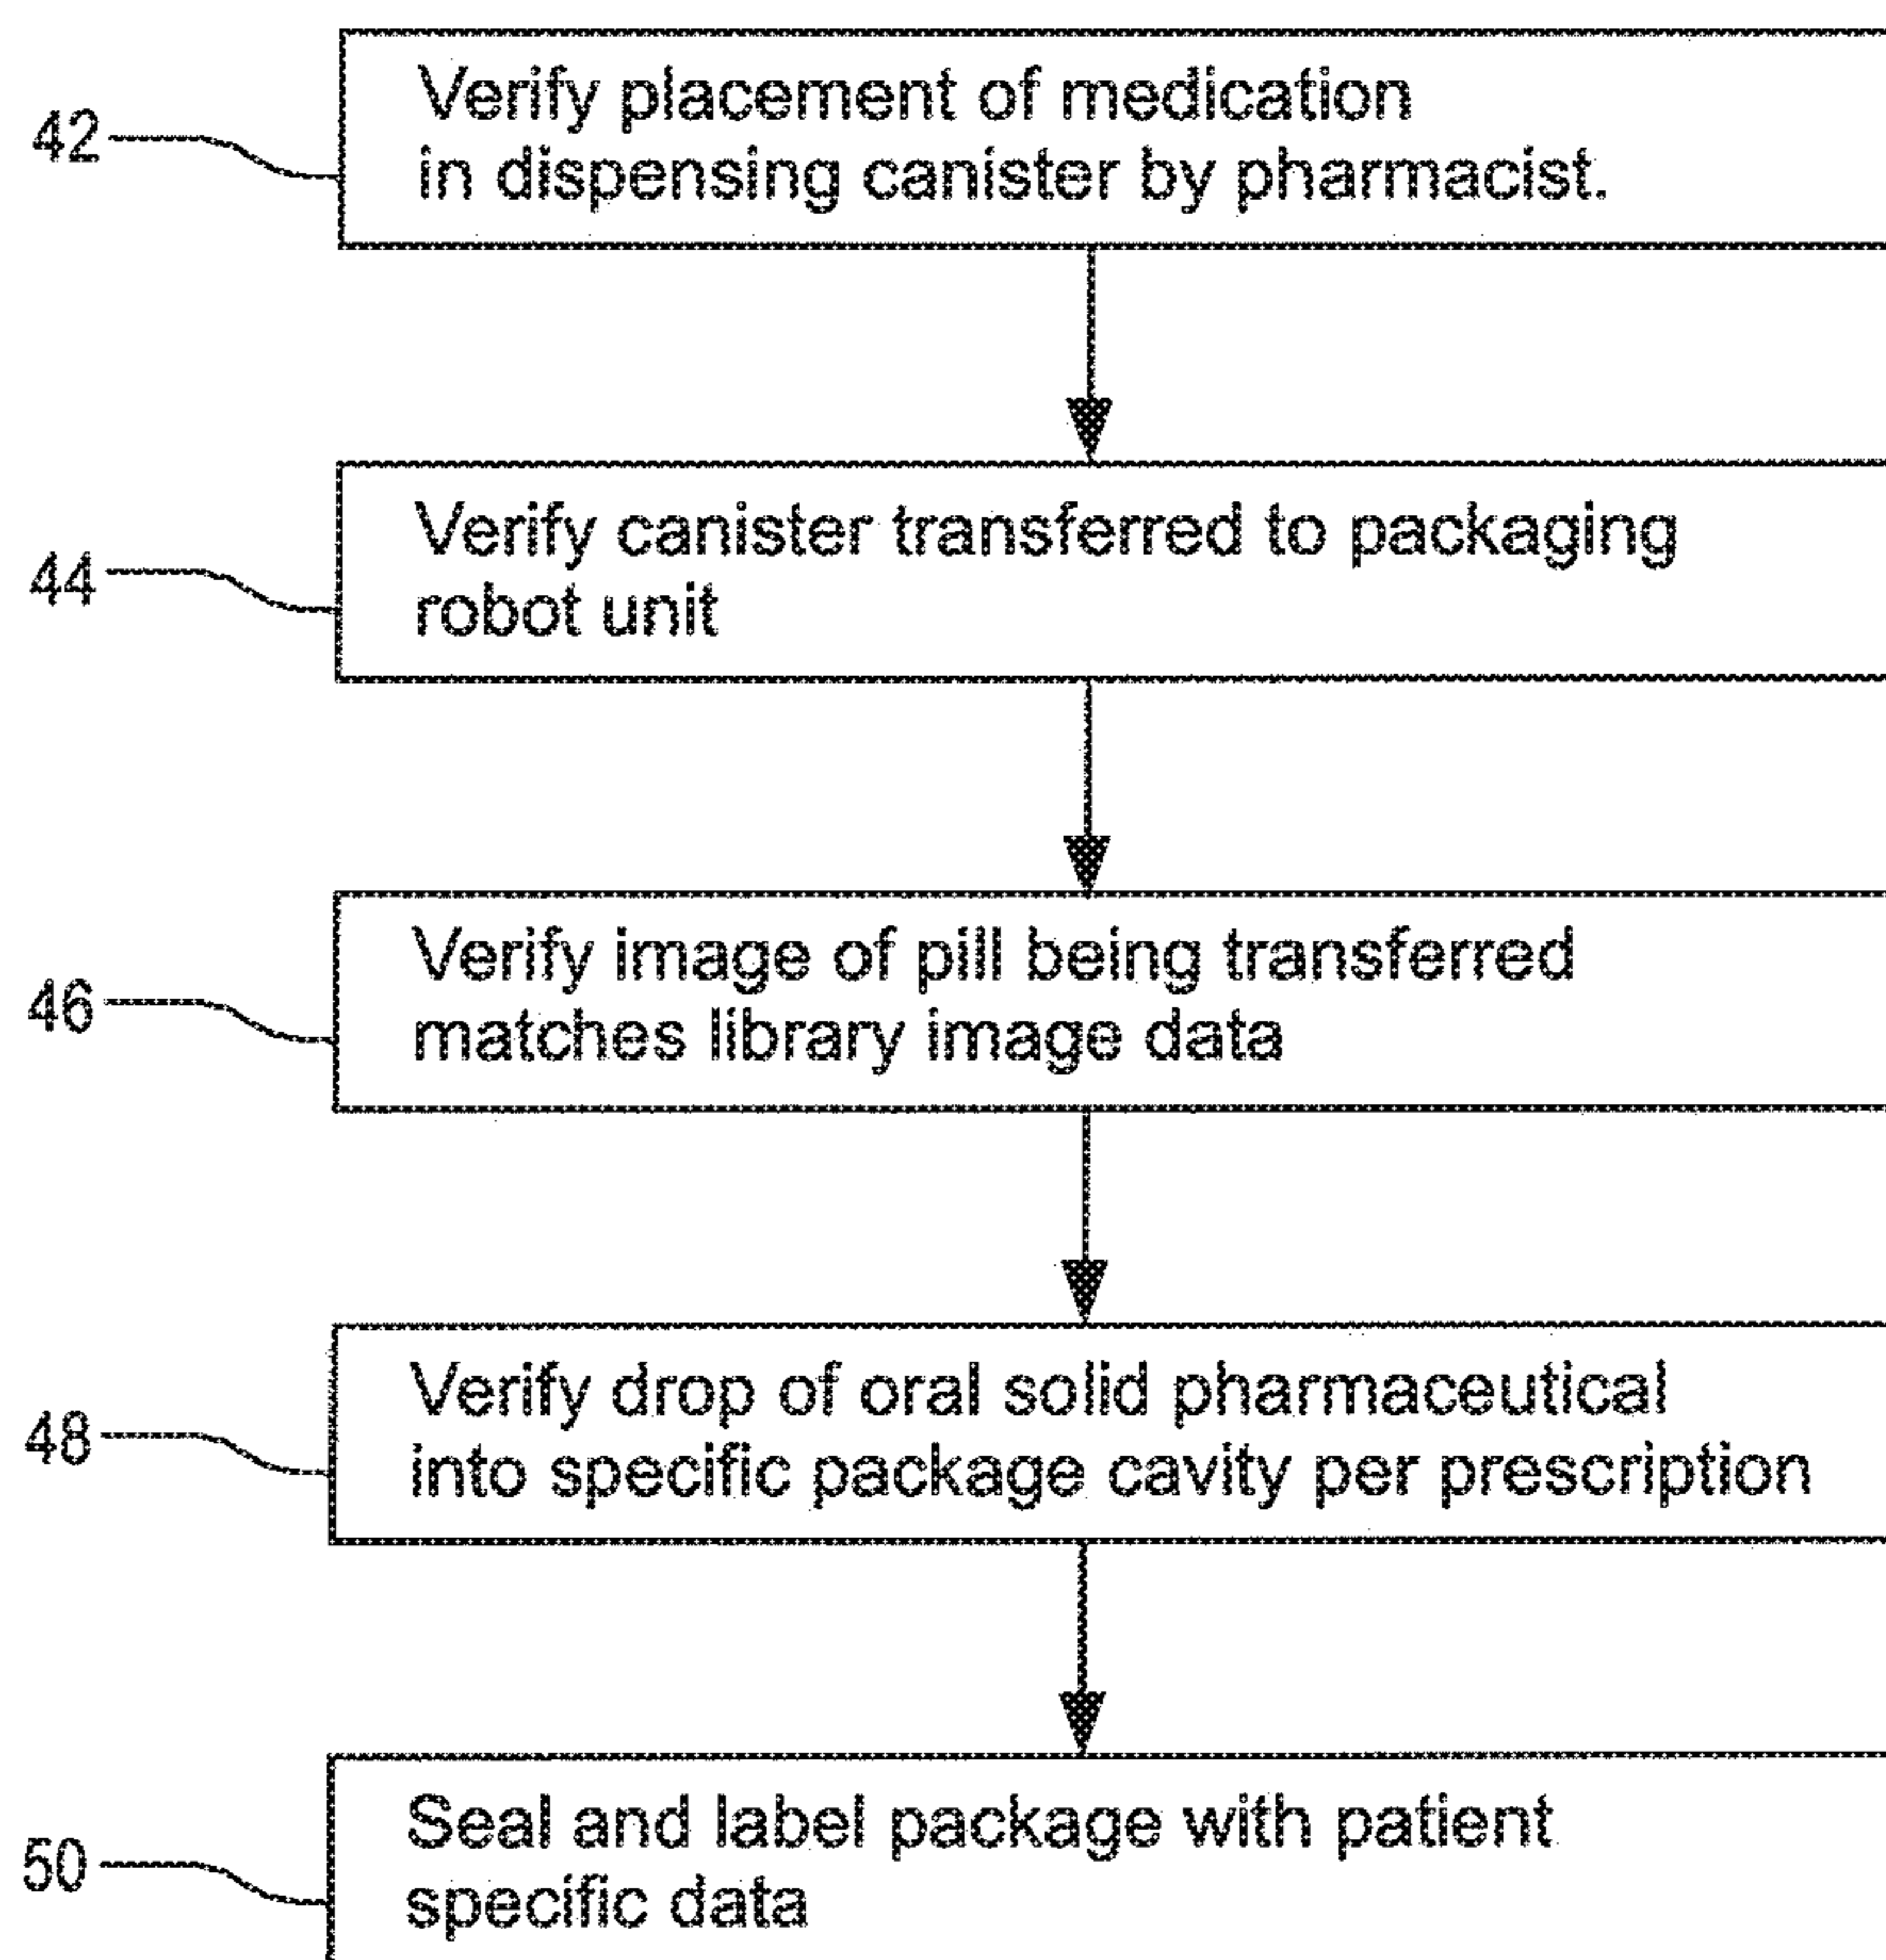 Verify placement of medication
42
in dispensing canister by pharmacist.
Verify canister transferred to packaging
44
robot unit
Verify image of pill being transferred
46
matches library image data
Verify drop of oral solid pharmaceutical
48
into specific package cavity per prescription
Seal and label package with patient
50
specific data